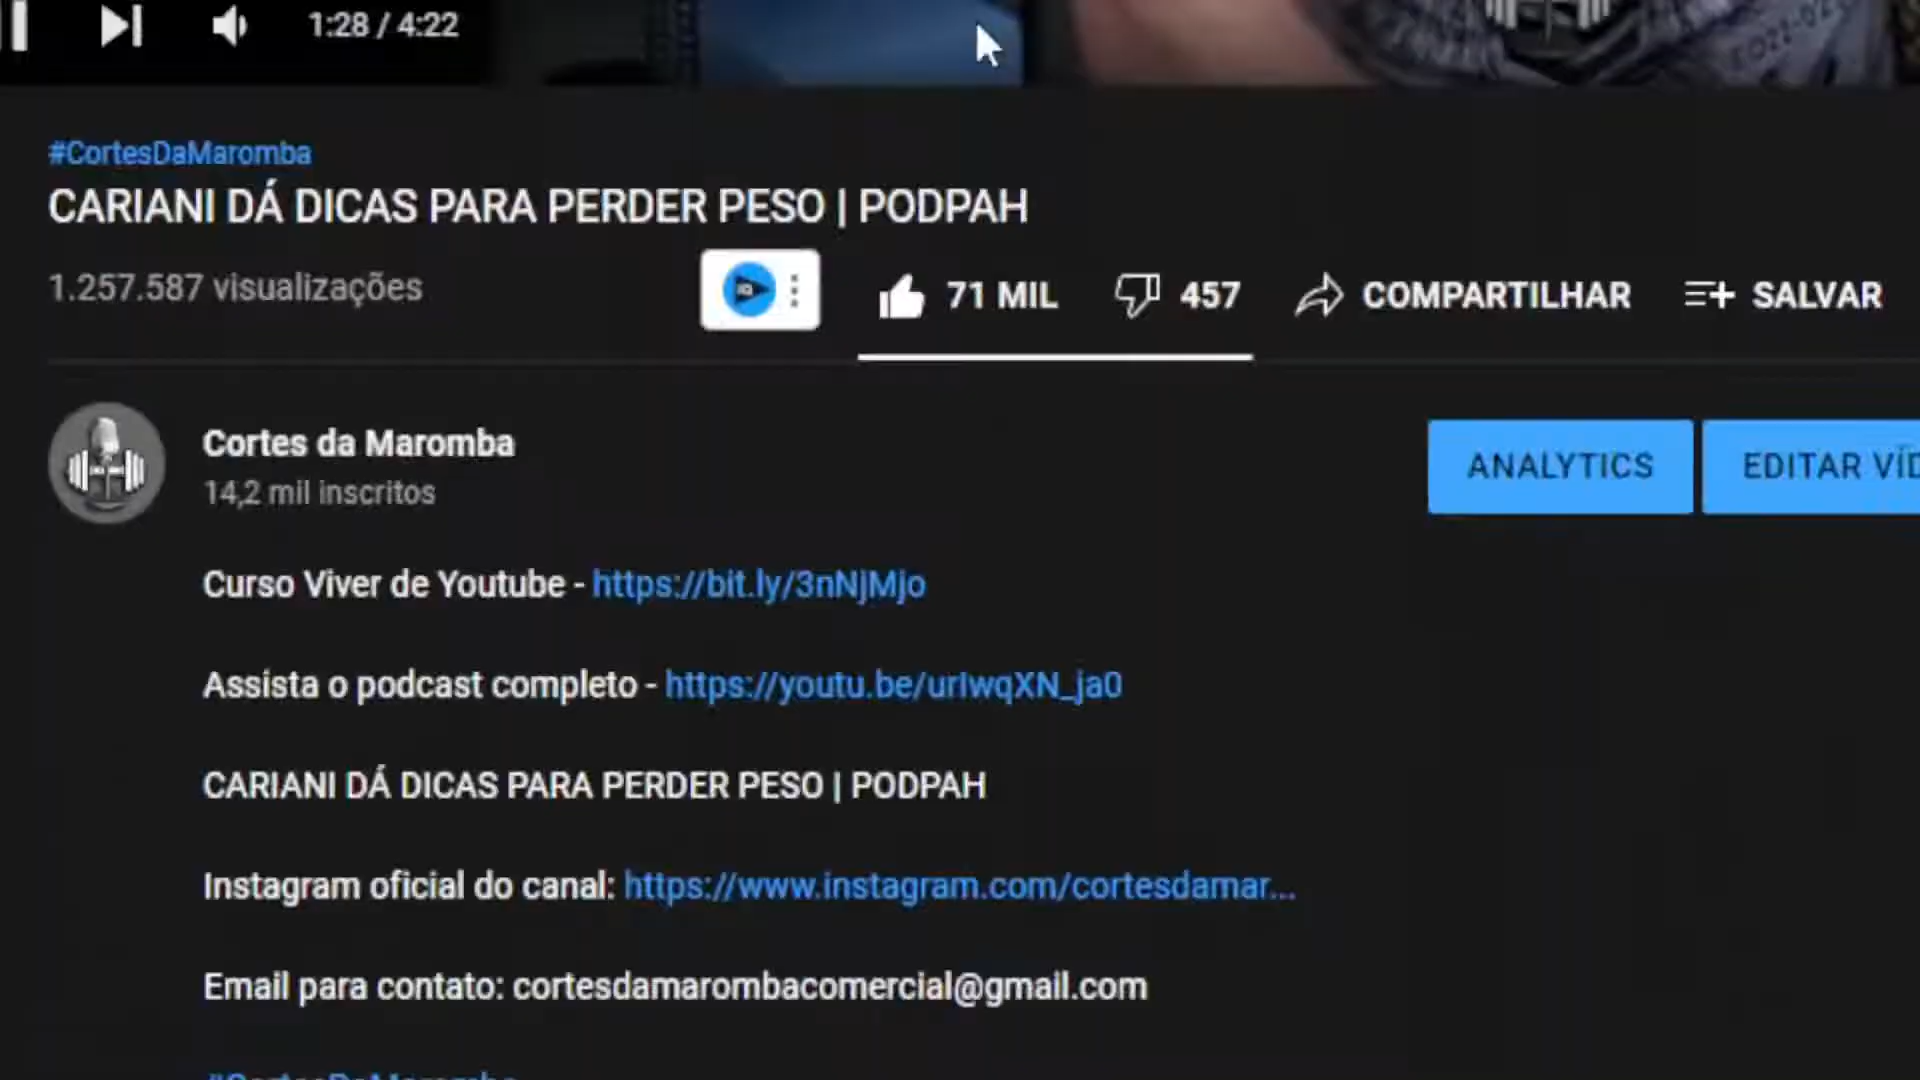 1:28 / 4:22
#CortesDaMaromba
CARIANI DÁ DICAS PARA PERDER PESO | PODPAH
1.257.587 visualizações
71 MIL
457
COMPARTILHAR
SALVAR
Cortes da Maromba
14,2 mil inscritos
ANALYTICS
EDITAR VÍD
Curso Viver de Youtube - https://bit.ly/3nNjMjo
Assista o podcast completo - https://youtu.be/urIwqXN_ja0
CARIANI DÁ DICAS PARA PERDER PESO | PODPAH
Instagram oficial do canal: https://www.instagram.com/cortesdamar...
Email para contato: cortesdamarombacomercial@gmail.com
#CortesDaMaromba